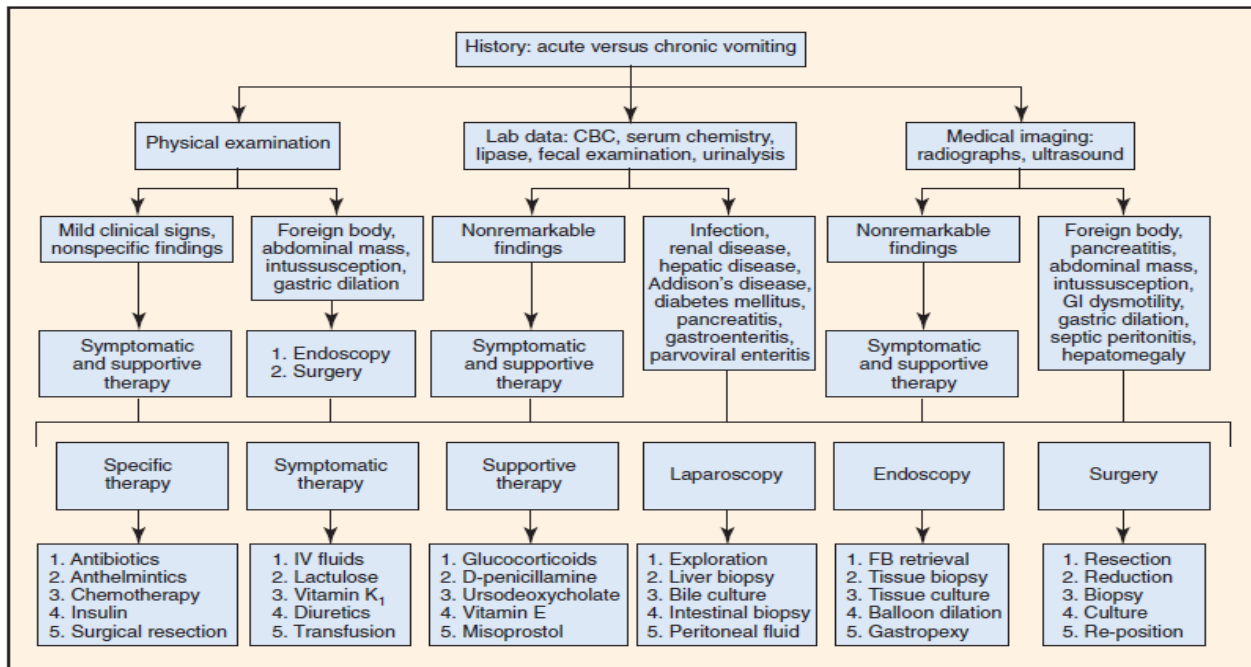 History: acute versus chronic vomiting
Physical examination
Lab data: CBC, serum chemistry,
lipase, fecal examination, urinalysis
Medical imaging:
radiographs, ultrasound
Mild clinical signs,
nonspecific findings
Foreign body,
abdominal mass,
intussusception,
gastric dilation
Nonremarkable
findings
Infection,
renal disease,
hepatic disease,
Addison's disease,
diabetes mellitus,
pancreatitis,
gastroenteritis,
parvoviral enteritis
Nonremarkable
findings
Foreign body,
pancreatitis,
abdominal mass,
intussusception,
GI dysmotility,
gastric dilation,
septic peritonitis,
hepatomegaly
Symptomatic
and supportive
therapy
1. Endoscopy
2. Surgery
Symptomatic
and supportive
therapy
Symptomatic
and supportive
therapy
Specific
therapy
Symptomatic
therapy
Supportive
therapy
Laparoscopy
Endoscopy
Surgery
1. Antibiotics
2. Anthelmintics
3. Chemotherapy
4. Insulin
5. Surgical resection
1. IV fluids
2. Lactulose
3. Vitamin K₁
4. Diuretics
5. Transfusion
1. Glucocorticoids
2. D-penicillamine
3. Ursodeoxycholate
4. Vitamin E
5. Misoprostol
1. Exploration
2. Liver biopsy
3. Bile culture
4. Intestinal biopsy
5. Peritoneal fluid
1. FB retrieval
2. Tissue biopsy
3. Tissue culture
4. Balloon dilation
5. Gastropexy
1. Resection
2. Reduction
3. Biopsy
4. Culture
5. Re-position